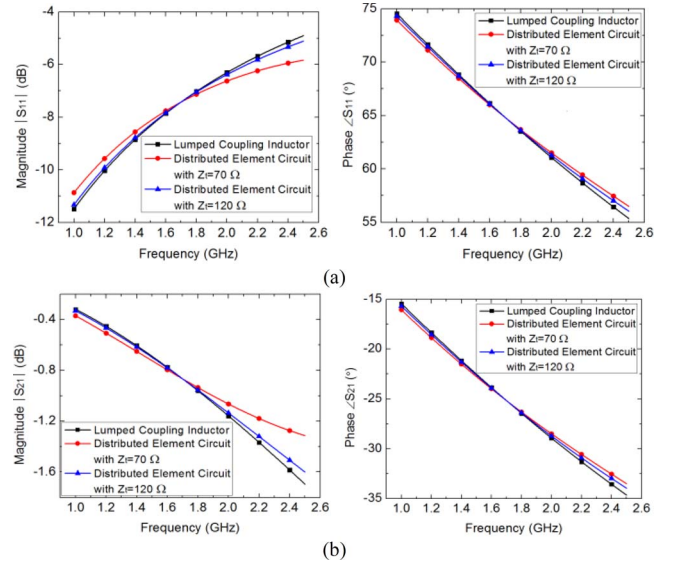 -4
-6
-8
-10
-12
Magnitude | S11 | (dB)
Lumped Coupling Inductor
Distributed Element Circuit
with Zt=70 Ω
Distributed Element Circuit
with Zt=120 Ω
1.0 1.2 1.4 1.6 1.8 2.0 2.2 2.4 2.6
Frequency (GHz)
75
70
65
60
55
Phase ∠S11 (°)
Lumped Coupling Inductor
Distributed Element Circuit
with Zt=70 Ω
Distributed Element Circuit
with Zt=120 Ω
1.0 1.2 1.4 1.6 1.8 2.0 2.2 2.4 2.6
Frequency (GHz)
(a)
-0.4
-0.8
-1.2
-1.6
Magnitude |S21 | (dB)
Lumped Coupling Inductor
Distributed Element Circuit
with Zt=70 Ω
Distributed Element Circuit
with Zt=120 Ω
1.0 1.2 1.4 1.6 1.8 2.0 2.2 2.4 2.6
Frequency (GHz)
-15
-20
-25
-30
-35
Phase ∠S21 (°)
Lumped Coupling Inductor
Distributed Element Circuit
with Zt=70 Ω
Distributed Element Circuit
with Zt=120 Ω
1.0 1.2 1.4 1.6 1.8 2.0 2.2 2.4 2.6
Frequency (GHz)
(b)